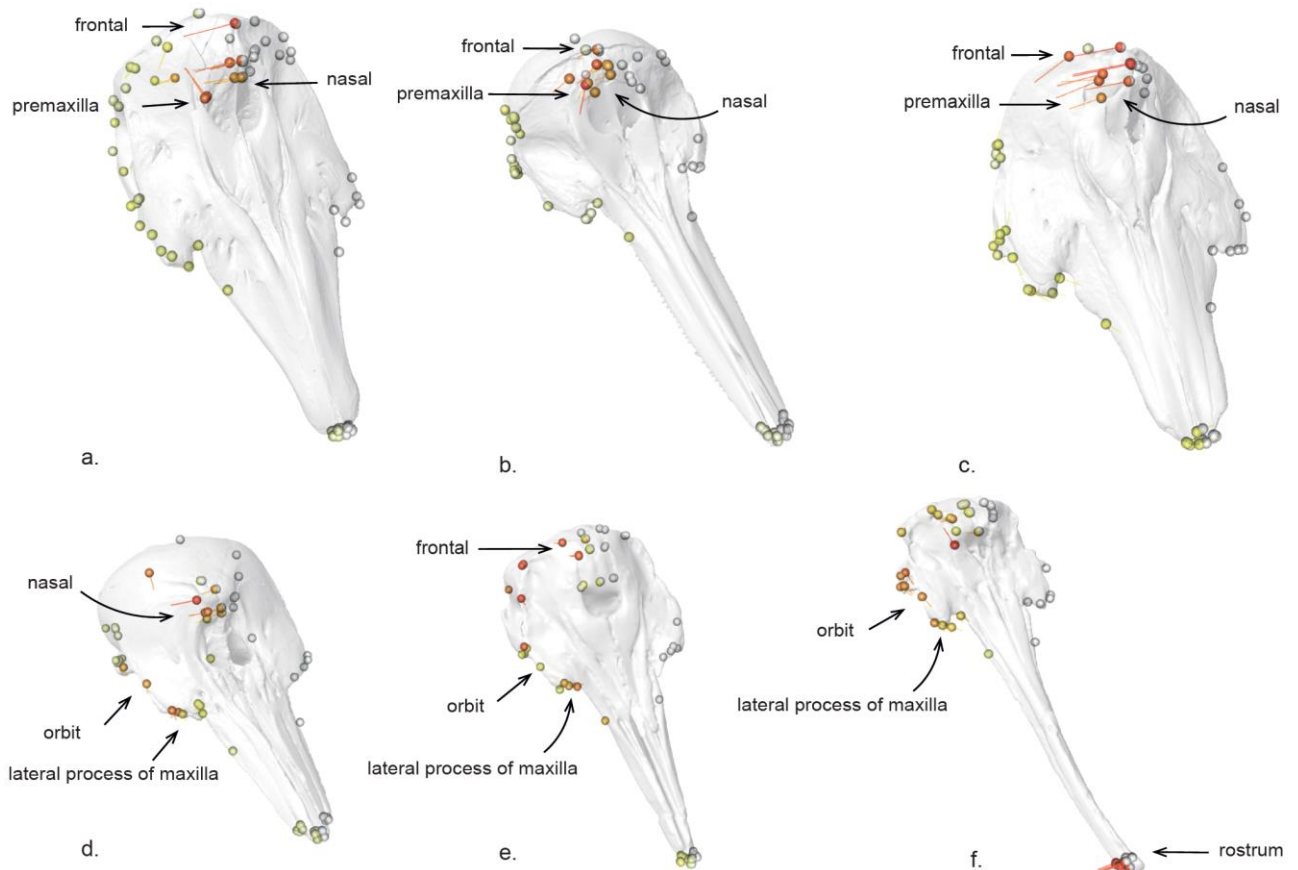 frontal
nasal
premaxilla
a.
frontal
premaxilla
nasal
b.
frontal
premaxilla
nasal
c.
nasal
orbit
lateral process of maxilla
d.
frontal
orbit
lateral process of maxilla
e.
orbit
lateral process of maxilla
rostrum
f.